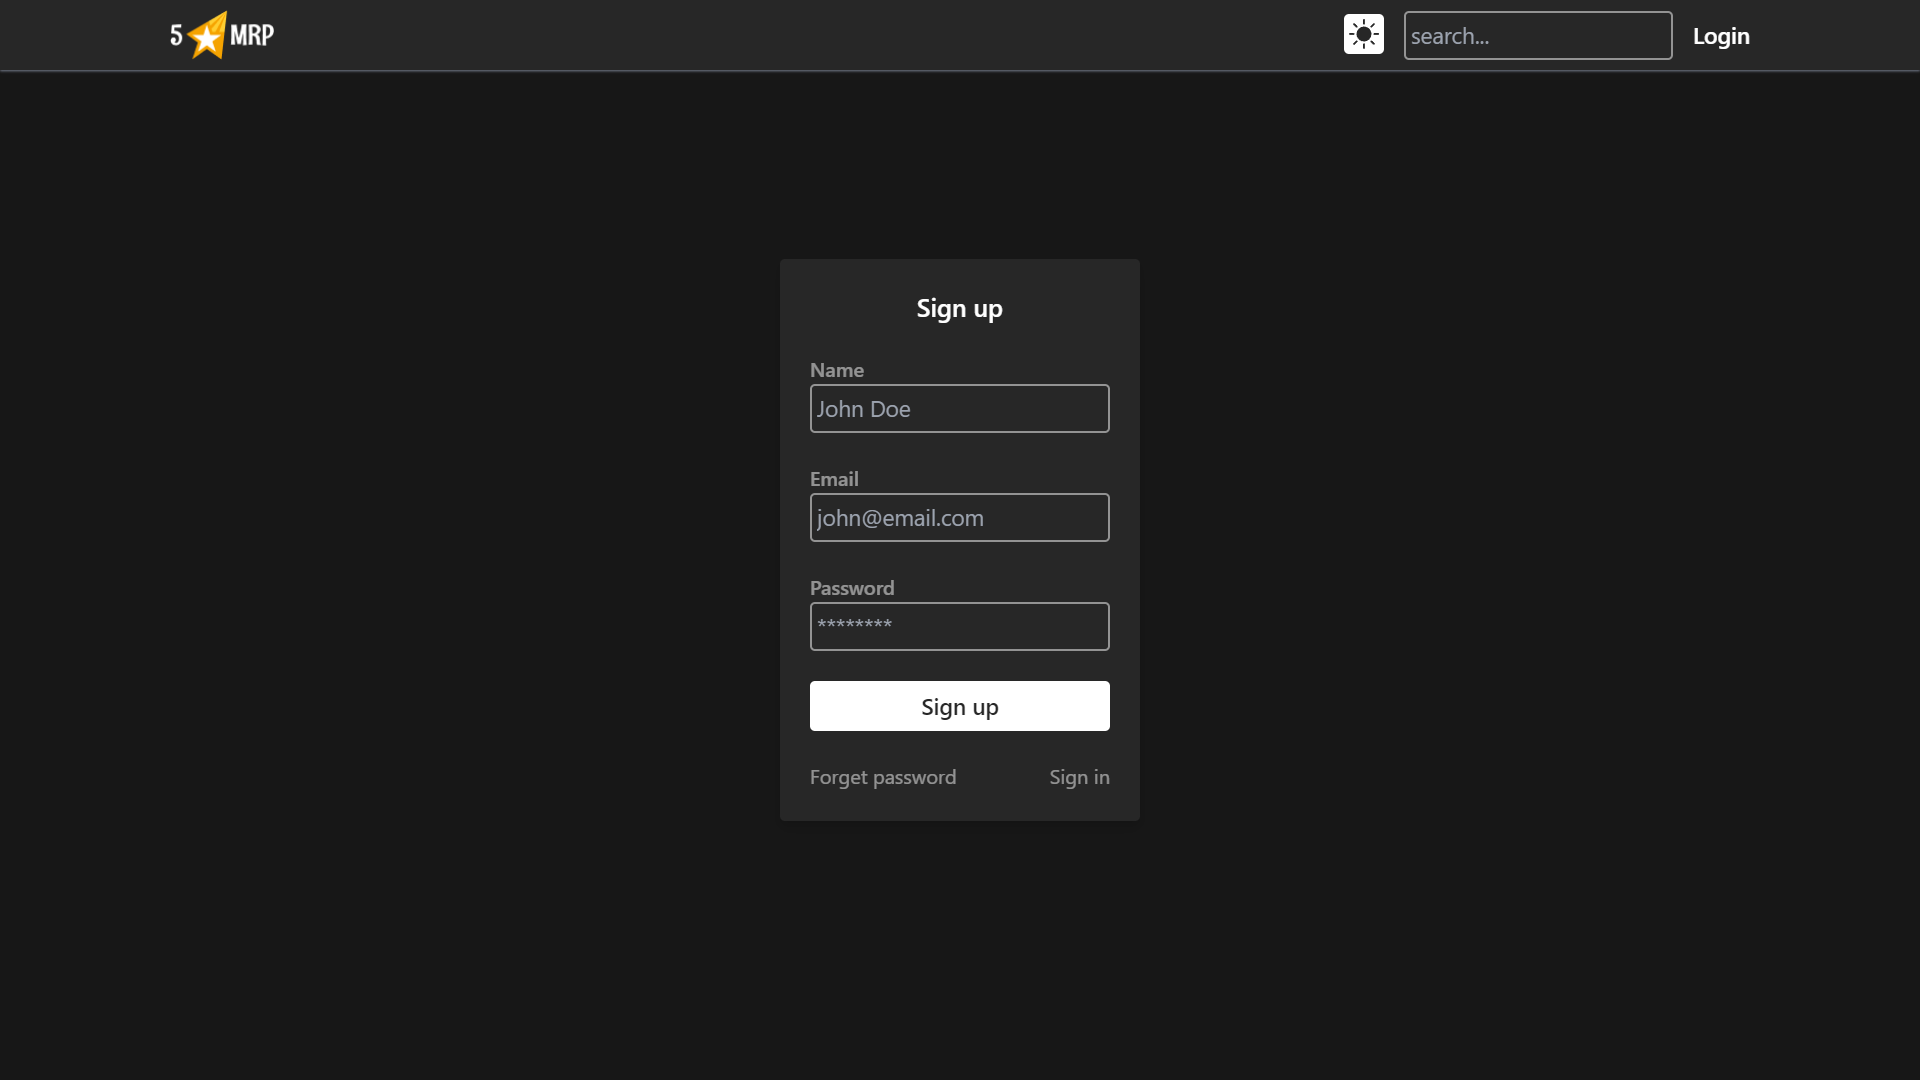 5 MRP
search...
Login
Sign up
Name
John Doe
Email
john@email.com
Password
********
Sign up
Forget password
Sign in